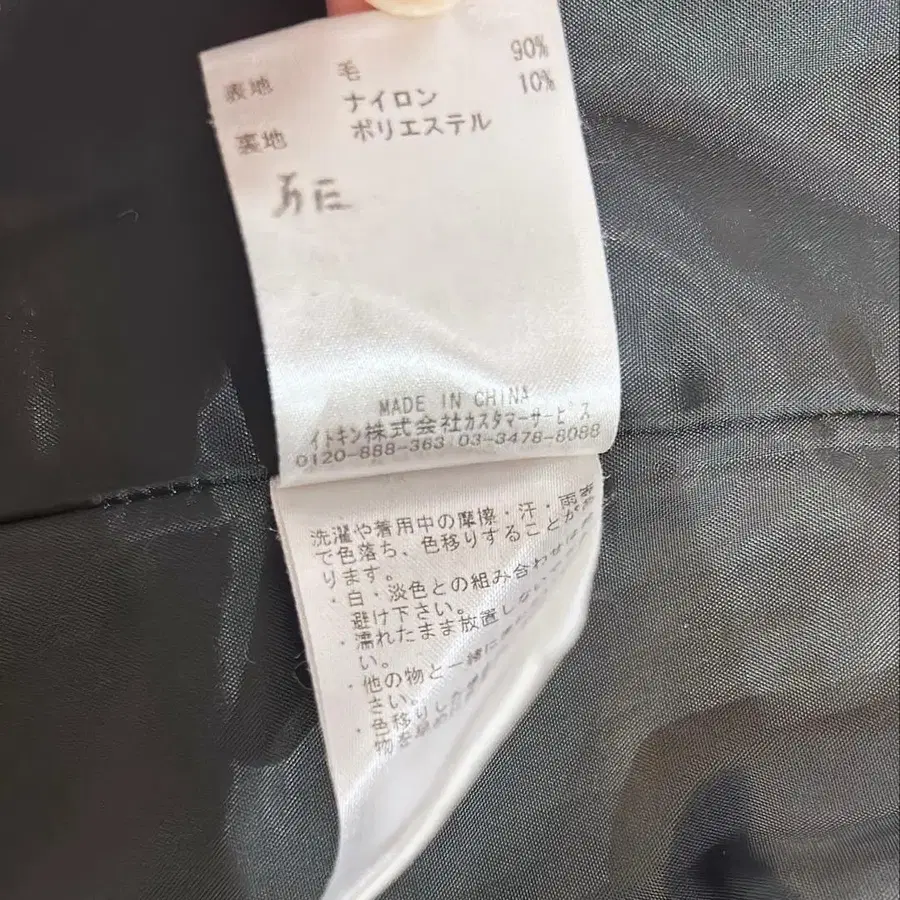 表地 毛 90%
ナイロン 10%
裏地 ポリエステル
MADE IN CHINA
イトキン株式会社カスタマーサービス
0120-888-363 03-3478-8088
洗濯や着用中の摩擦・汗・雨
で色落ち、色移りすることが
ります。
・白・淡色との組み合わせは
避け下さい。
・濡れたまま放置しない
い。
・他の物と一緒に
さい。
・色移りした
物を早め